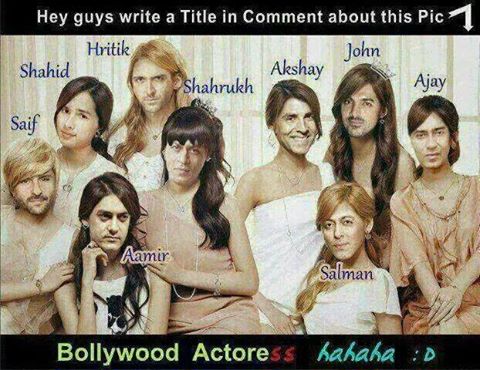 Hey guys write a Title in Comment about this Pic
Hritik
John
Shahid
Akshay
Shahrukh
Ajay
Saif
Aamir
Salman
Bollywood Actoress hahaha :D